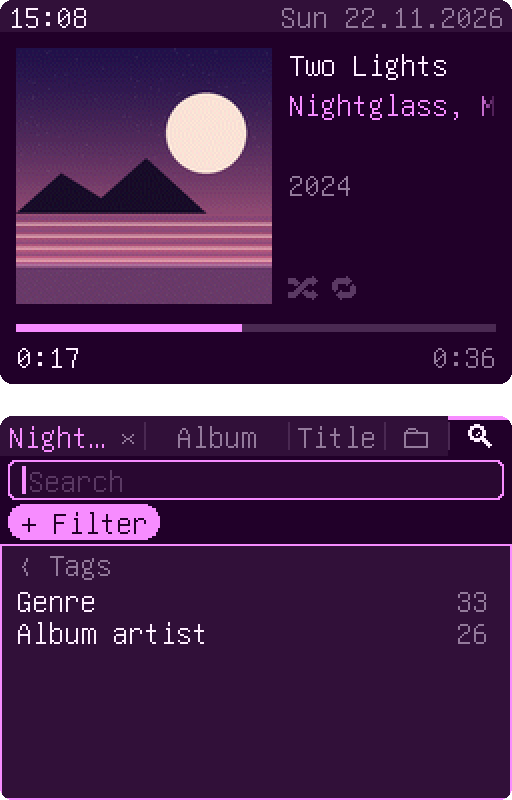 15:08 Sun 22.11.2026
Two Lights
Nightglass, M
2024
0:17 0:36
Night… × Album Title
Search
+ Filter
‹ Tags
Genre 33
Album artist 26